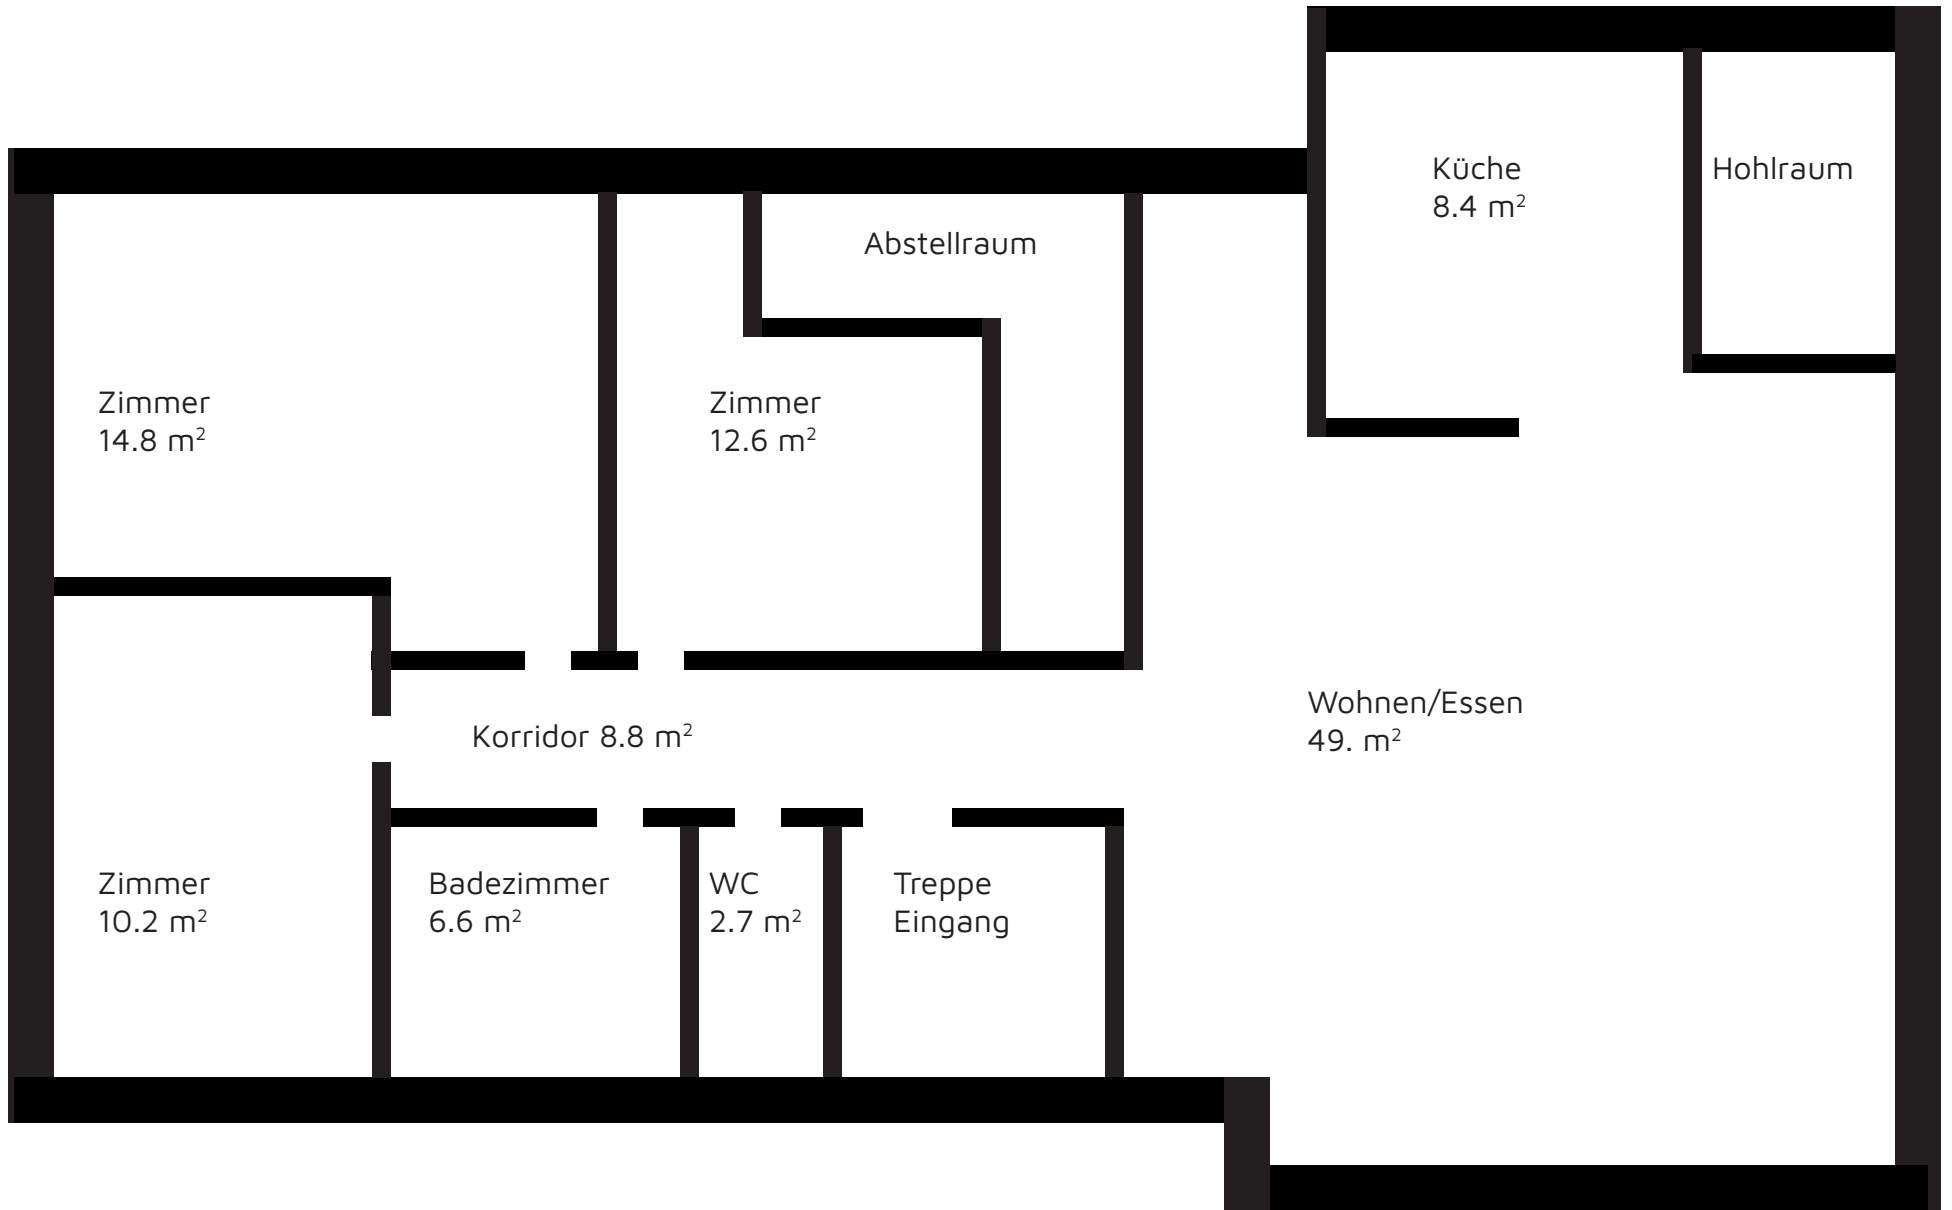 Küche
8.4 m²
Hohlraum
Abstellraum
Zimmer
14.8 m²
Zimmer
12.6 m²
Wohnen/Essen
49. m²
Korridor 8.8 m²
Zimmer
10.2 m²
Badezimmer
6.6 m²
WC
2.7 m²
Treppe
Eingang